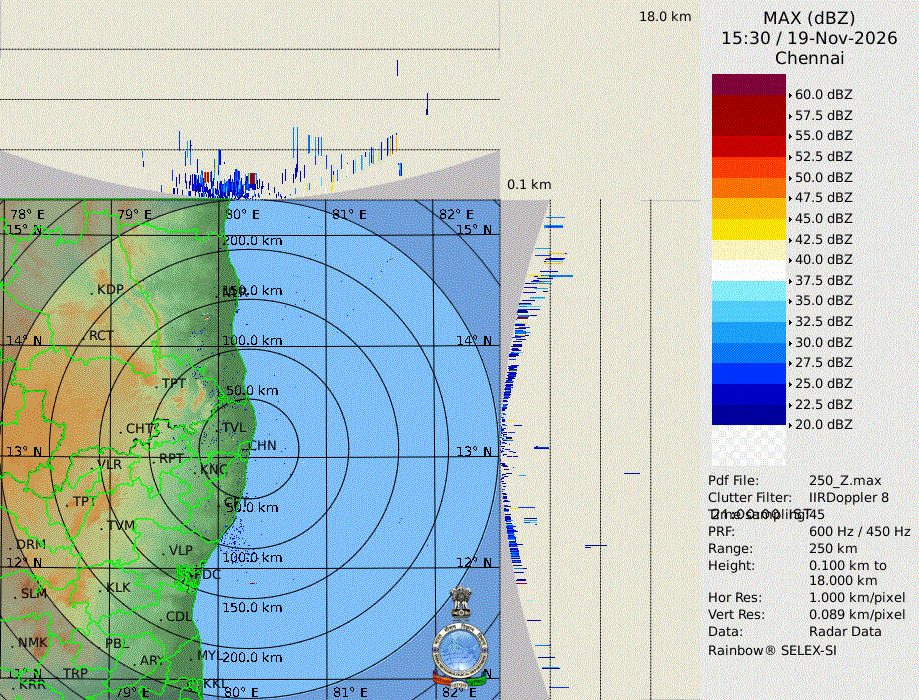 18.0 km
MAX (dBZ)
15:30 / 19-Nov-2026
Chennai
60.0 dBZ
57.5 dBZ
55.0 dBZ
52.5 dBZ
50.0 dBZ
47.5 dBZ
45.0 dBZ
42.5 dBZ
40.0 dBZ
37.5 dBZ
35.0 dBZ
32.5 dBZ
30.0 dBZ
27.5 dBZ
25.0 dBZ
22.5 dBZ
20.0 dBZ
0.1 km
78° E 79° E 80° E 81° E 82° E
15° N 15° N
200.0 km
KDP
150.0 km
RCT
14° N 100.0 km 14° N
TPT 50.0 km
CHT TVL
CHN
13° N 13° N
VLR RPT KNC
TPT
50.0 km
TVM
DRM VLP 100.0 km
12° N 12° N
PDC
SLM KLK 150.0 km
CDL
NMK PBL
ARY MYL 200.0 km
TRP
KRR KKL
79° E 80° E 81° E 82° E
Pdf File: 250_Z.max
Clutter Filter: IIRDoppler 8
Time sampling: 45
PRF: 600 Hz / 450 Hz
Range: 250 km
Height: 0.100 km to
18.000 km
Hor Res: 1.000 km/pixel
Vert Res: 0.089 km/pixel
Data: Radar Data
Rainbow® SELEX-SI